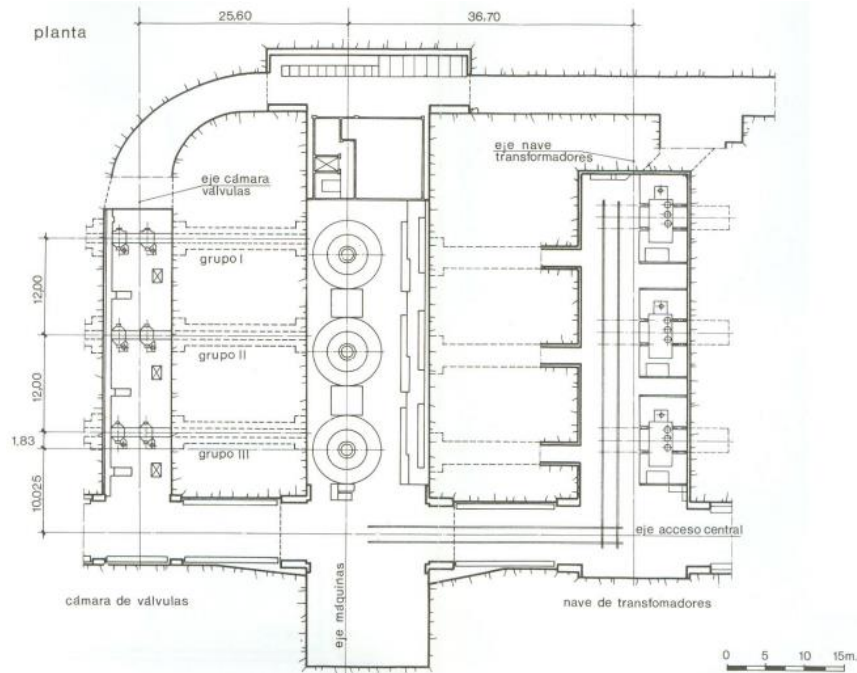 planta
25,60
36,70
eje nave
transformadores
eje cámara
válvulas
grupo I
12,00
grupo II
12,00
1,83
grupo III
10,025
eje acceso central
eje máquinas
cámara de válvulas
nave de transfomadores
0 5 10 15m.